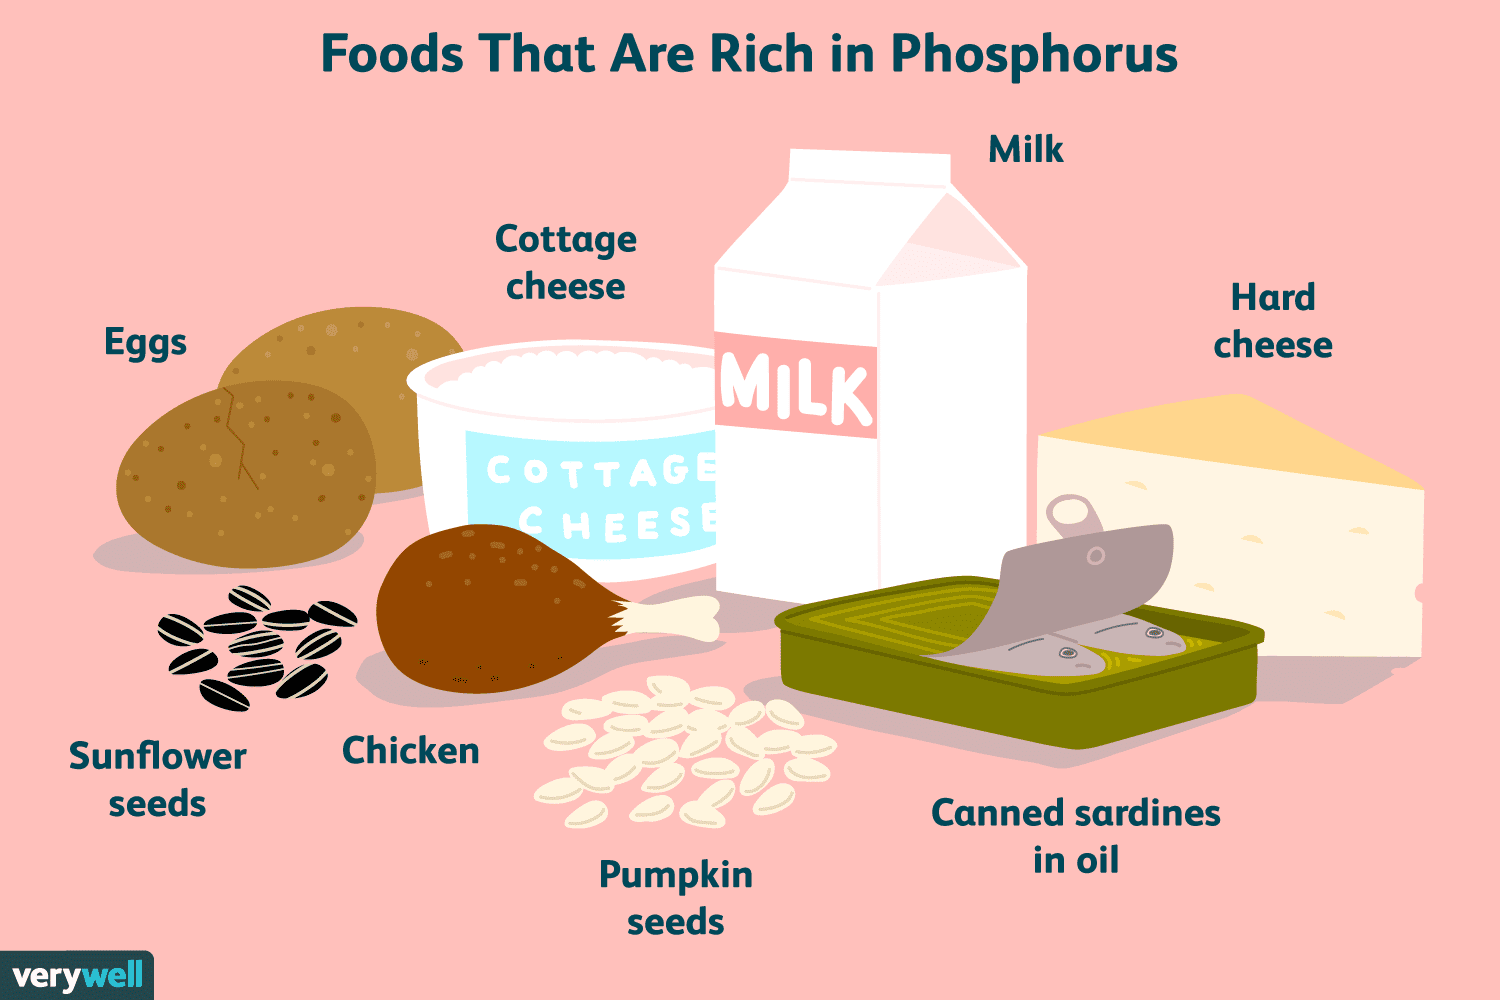 Foods That Are Rich in Phosphorus
Milk
Cottage
cheese
Hard
cheese
Eggs
MILK
COTTAGE
CHEESE
Sunflower
seeds
Chicken
Canned sardines
in oil
Pumpkin
seeds
verywell